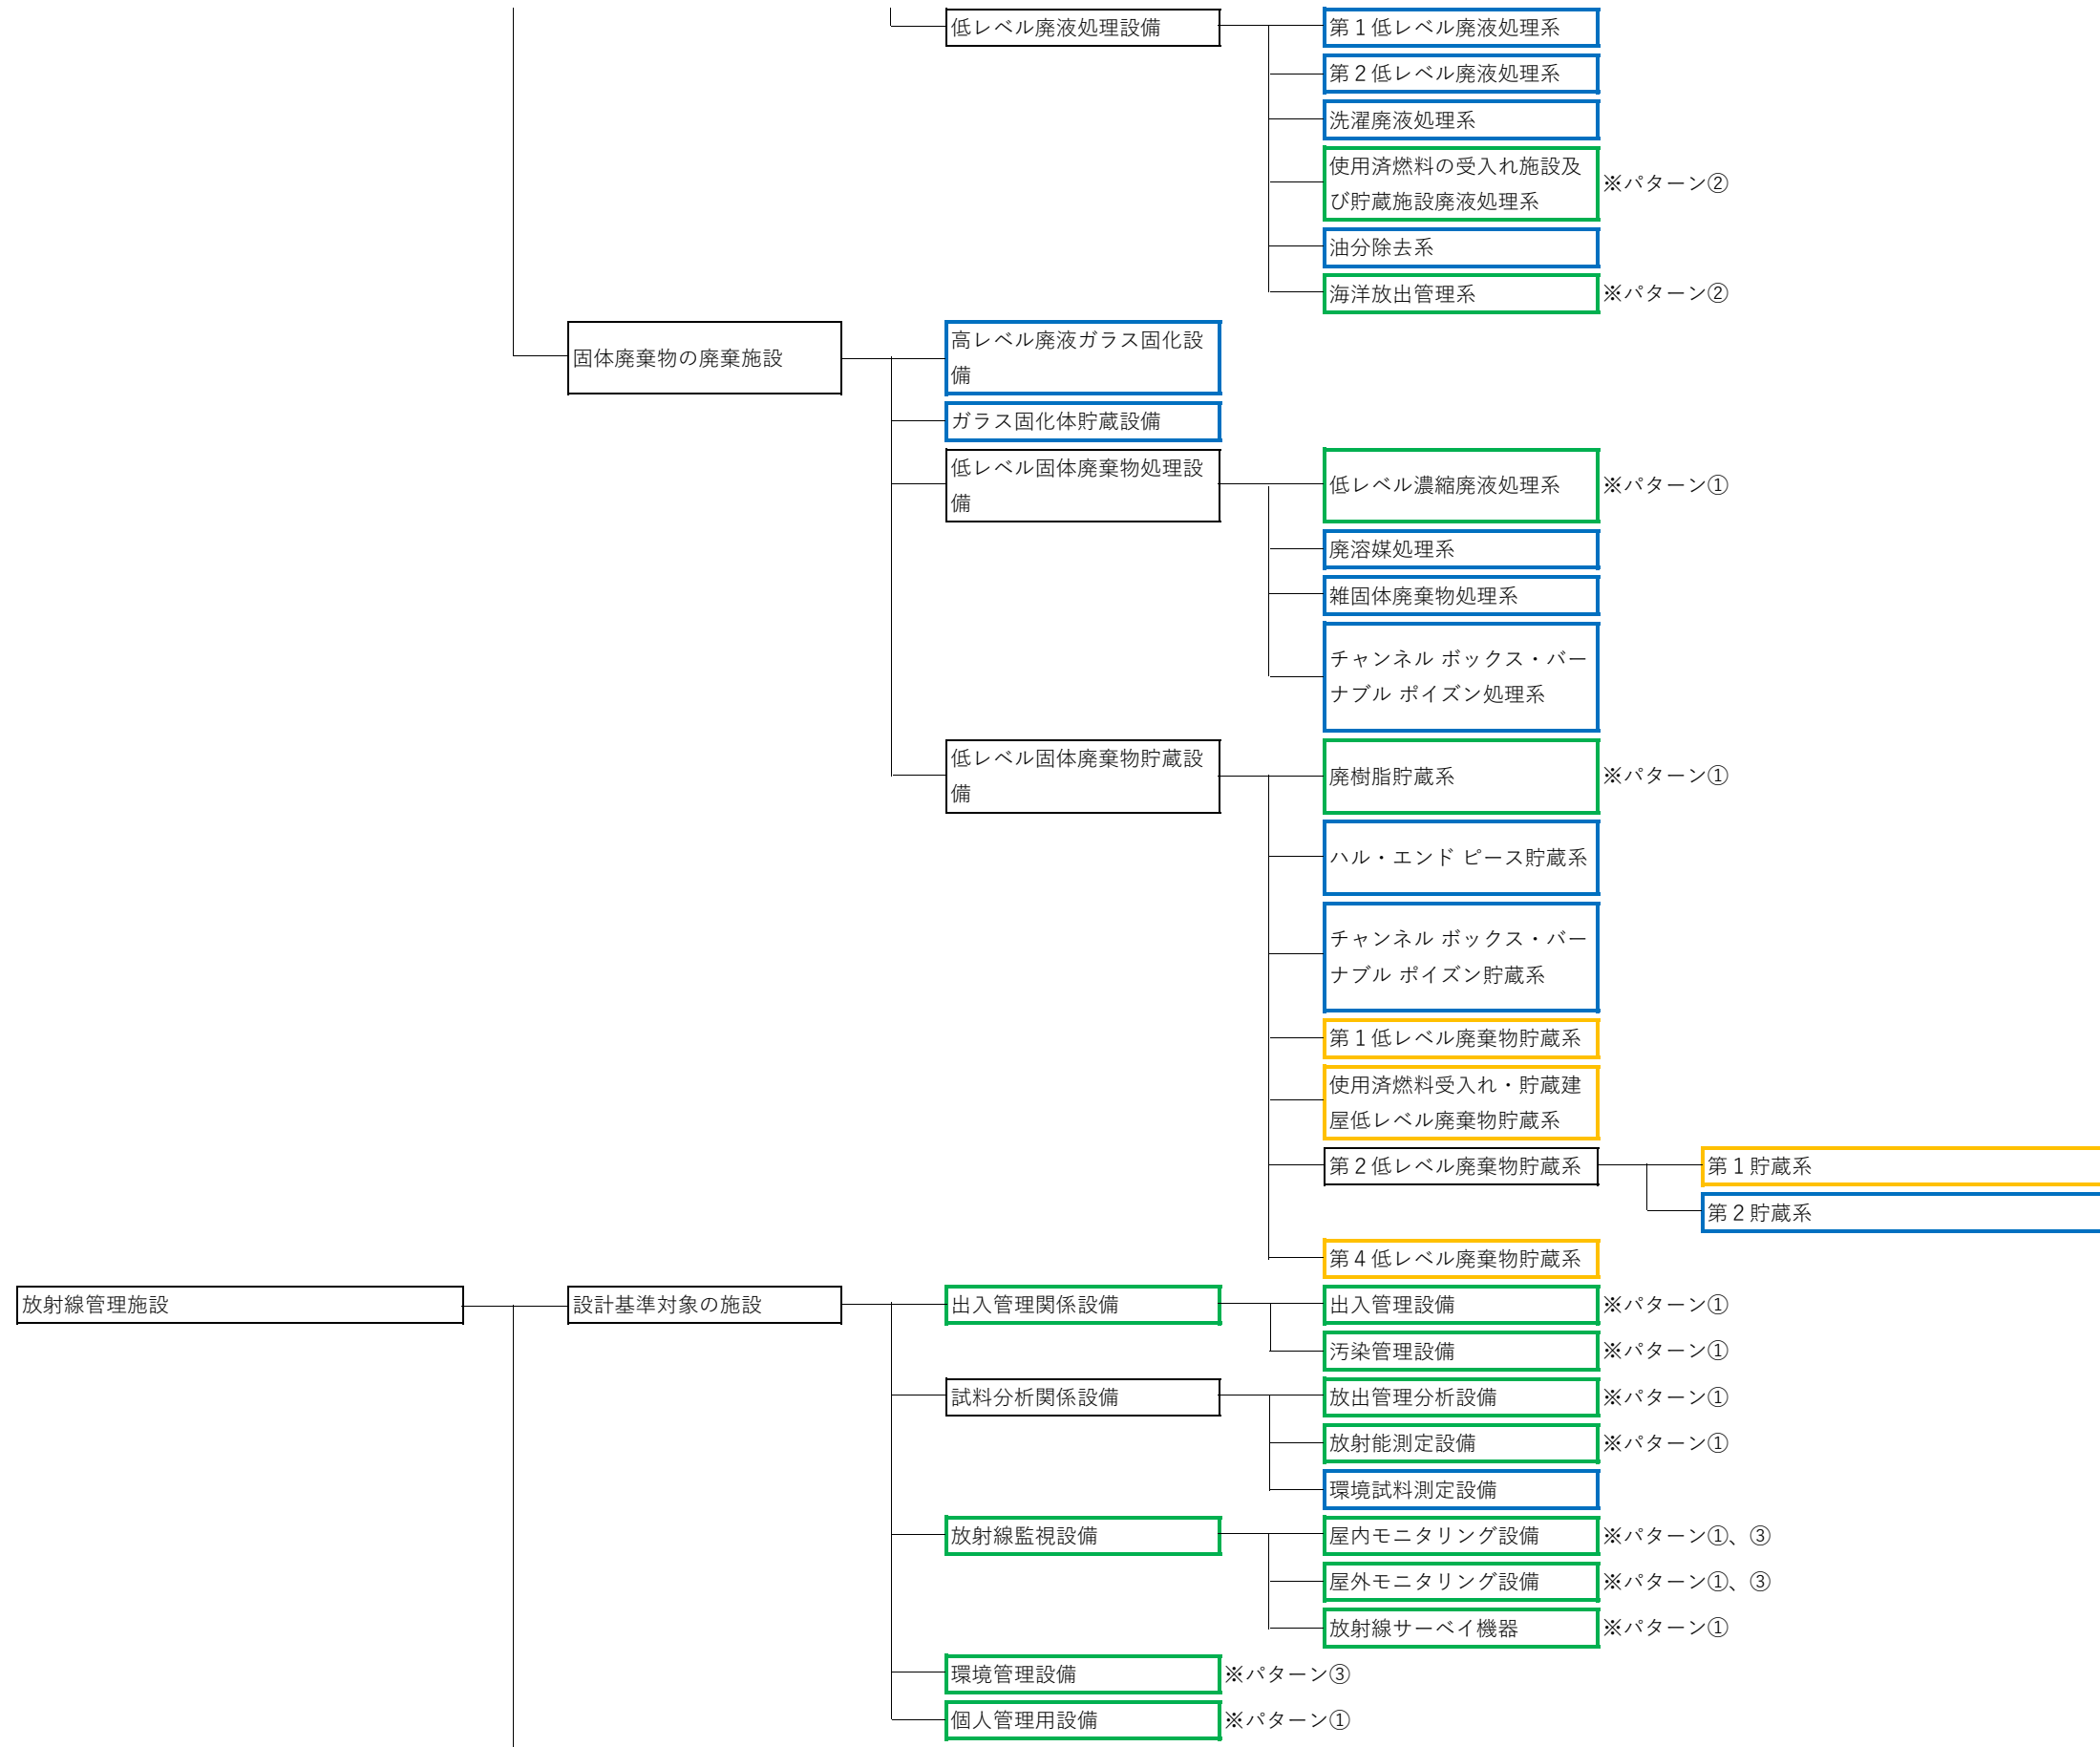 低レベル廃液処理設備
第1低レベル廃液処理系
第2低レベル廃液処理系
洗濯廃液処理系
使用済燃料の受入れ施設及
び貯蔵施設廃液処理系
※パターン②
油分除去系
海洋放出管理系
※パターン②
固体廃棄物の廃棄施設
高レベル廃液ガラス固化設
備
ガラス固化体貯蔵設備
低レベル固体廃棄物処理設
備
低レベル濃縮廃液処理系
※パターン①
廃溶媒処理系
雑固体廃棄物処理系
チャンネル ボックス・バー
ナブル ポイズン処理系
低レベル固体廃棄物貯蔵設
備
廃樹脂貯蔵系
※パターン①
ハル・エンド ピース貯蔵系
チャンネル ボックス・バー
ナブル ポイズン貯蔵系
第1低レベル廃棄物貯蔵系
使用済燃料受入れ・貯蔵建
屋低レベル廃棄物貯蔵系
第2低レベル廃棄物貯蔵系
第1貯蔵系
第2貯蔵系
第4低レベル廃棄物貯蔵系
放射線管理施設
設計基準対象の施設
出入管理関係設備
出入管理設備
※パターン①
汚染管理設備
※パターン①
試料分析関係設備
放出管理分析設備
※パターン①
放射能測定設備
※パターン①
環境試料測定設備
放射線監視設備
屋内モニタリング設備
※パターン①、③
屋外モニタリング設備
※パターン①、③
放射線サーベイ機器
※パターン①
環境管理設備
※パターン③
個人管理用設備
※パターン①